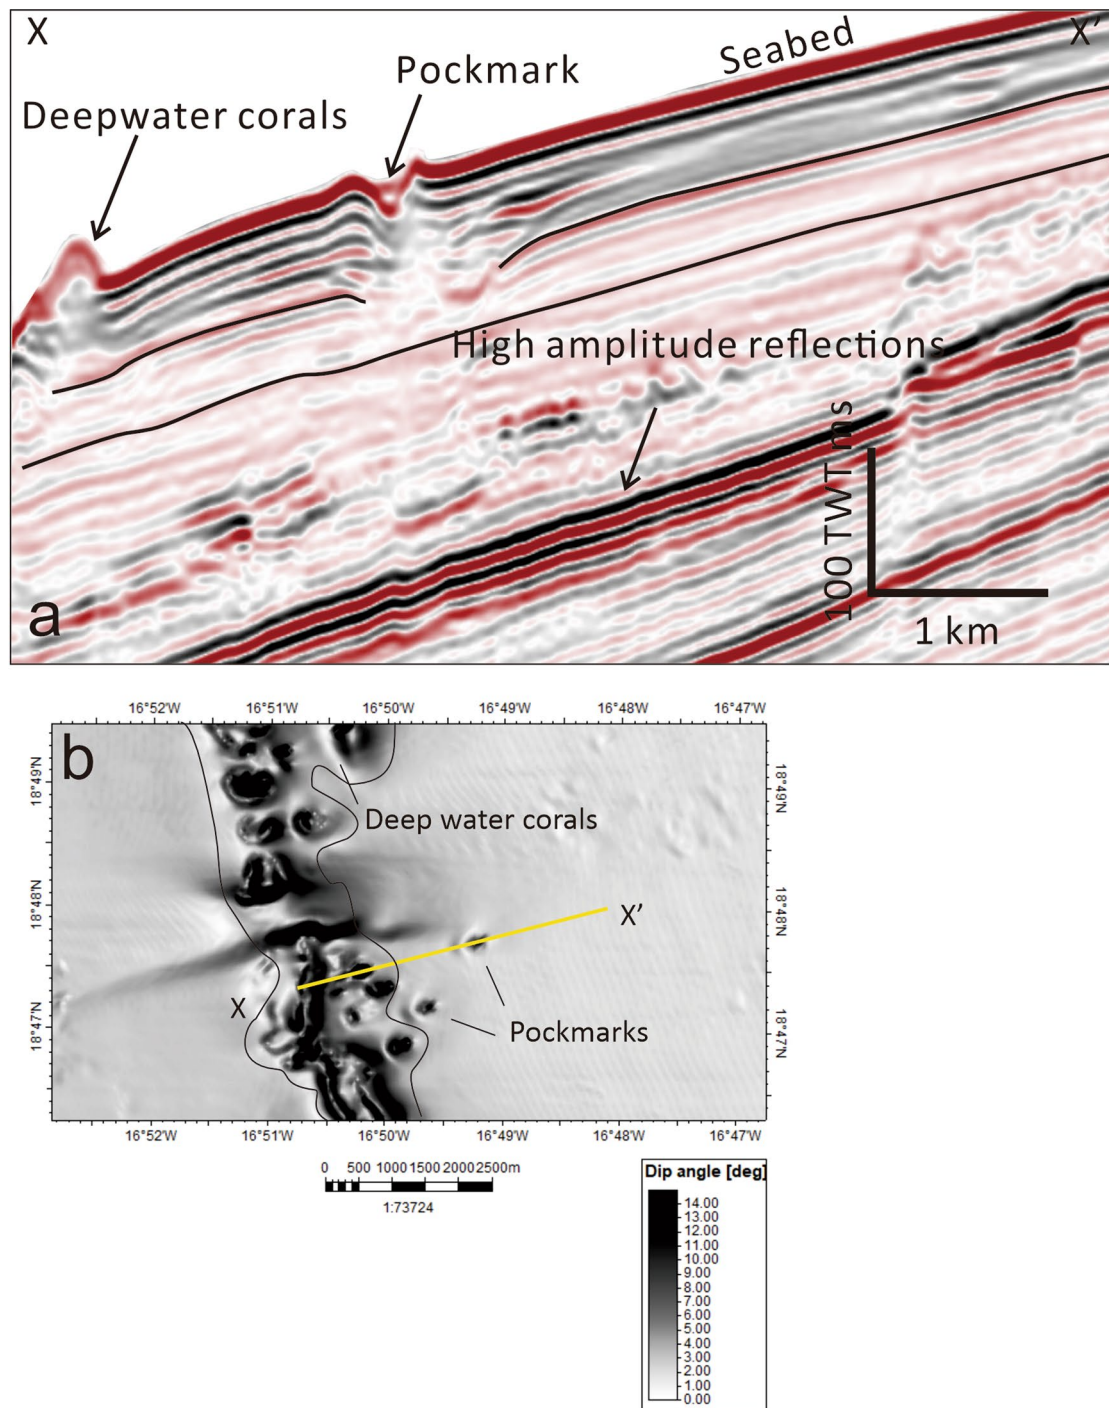 X
X’
Seabed
Pockmark
Deepwater corals
High amplitude reflections
100 TWT ms
1 km
a
16°52'W 16°51'W 16°50'W 16°49'W 16°48'W 16°47'W
b
18°49'N
18°49'N
Deep water corals
18°48'N
18°48'N
X’
X
Pockmarks
18°47'N
18°47'N
16°52'W 16°51'W 16°50'W 16°49'W 16°48'W 16°47'W
0 500 1000 1500 2000 2500m
1:73724
Dip angle [deg]
14.00
13.00
12.00
11.00
10.00
9.00
8.00
7.00
6.00
5.00
4.00
3.00
2.00
1.00
0.00